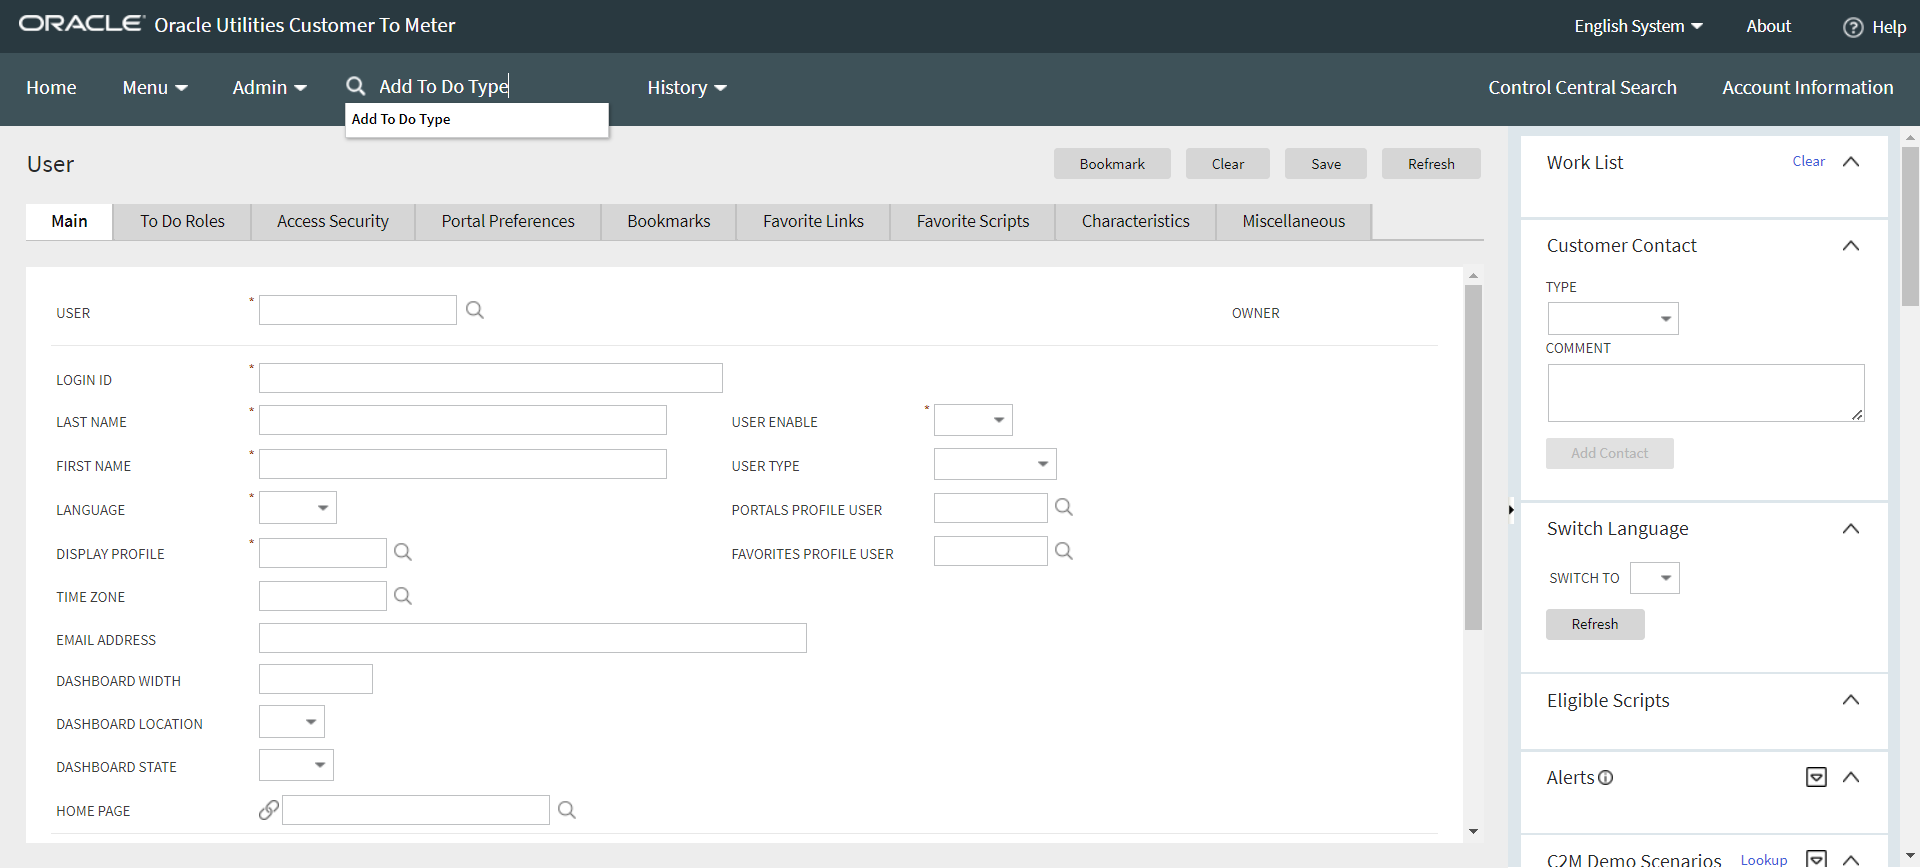 ORACLE Oracle Utilities Customer To Meter
English System About Help
Home Menu Admin Add To Do Type History Control Central Search Account Information
Add To Do Type
User
Bookmark Clear Save Refresh
Main To Do Roles Access Security Portal Preferences Bookmarks Favorite Links Favorite Scripts Characteristics Miscellaneous
USER * OWNER
LOGIN ID *
LAST NAME * USER ENABLE *
FIRST NAME * USER TYPE
LANGUAGE * PORTALS PROFILE USER
DISPLAY PROFILE * FAVORITES PROFILE USER
TIME ZONE
EMAIL ADDRESS
DASHBOARD WIDTH
DASHBOARD LOCATION
DASHBOARD STATE
HOME PAGE
Work List Clear
Customer Contact
TYPE
COMMENT
Add Contact
Switch Language
SWITCH TO
Refresh
Eligible Scripts
Alerts
C2M Demo Scenarios Lookup